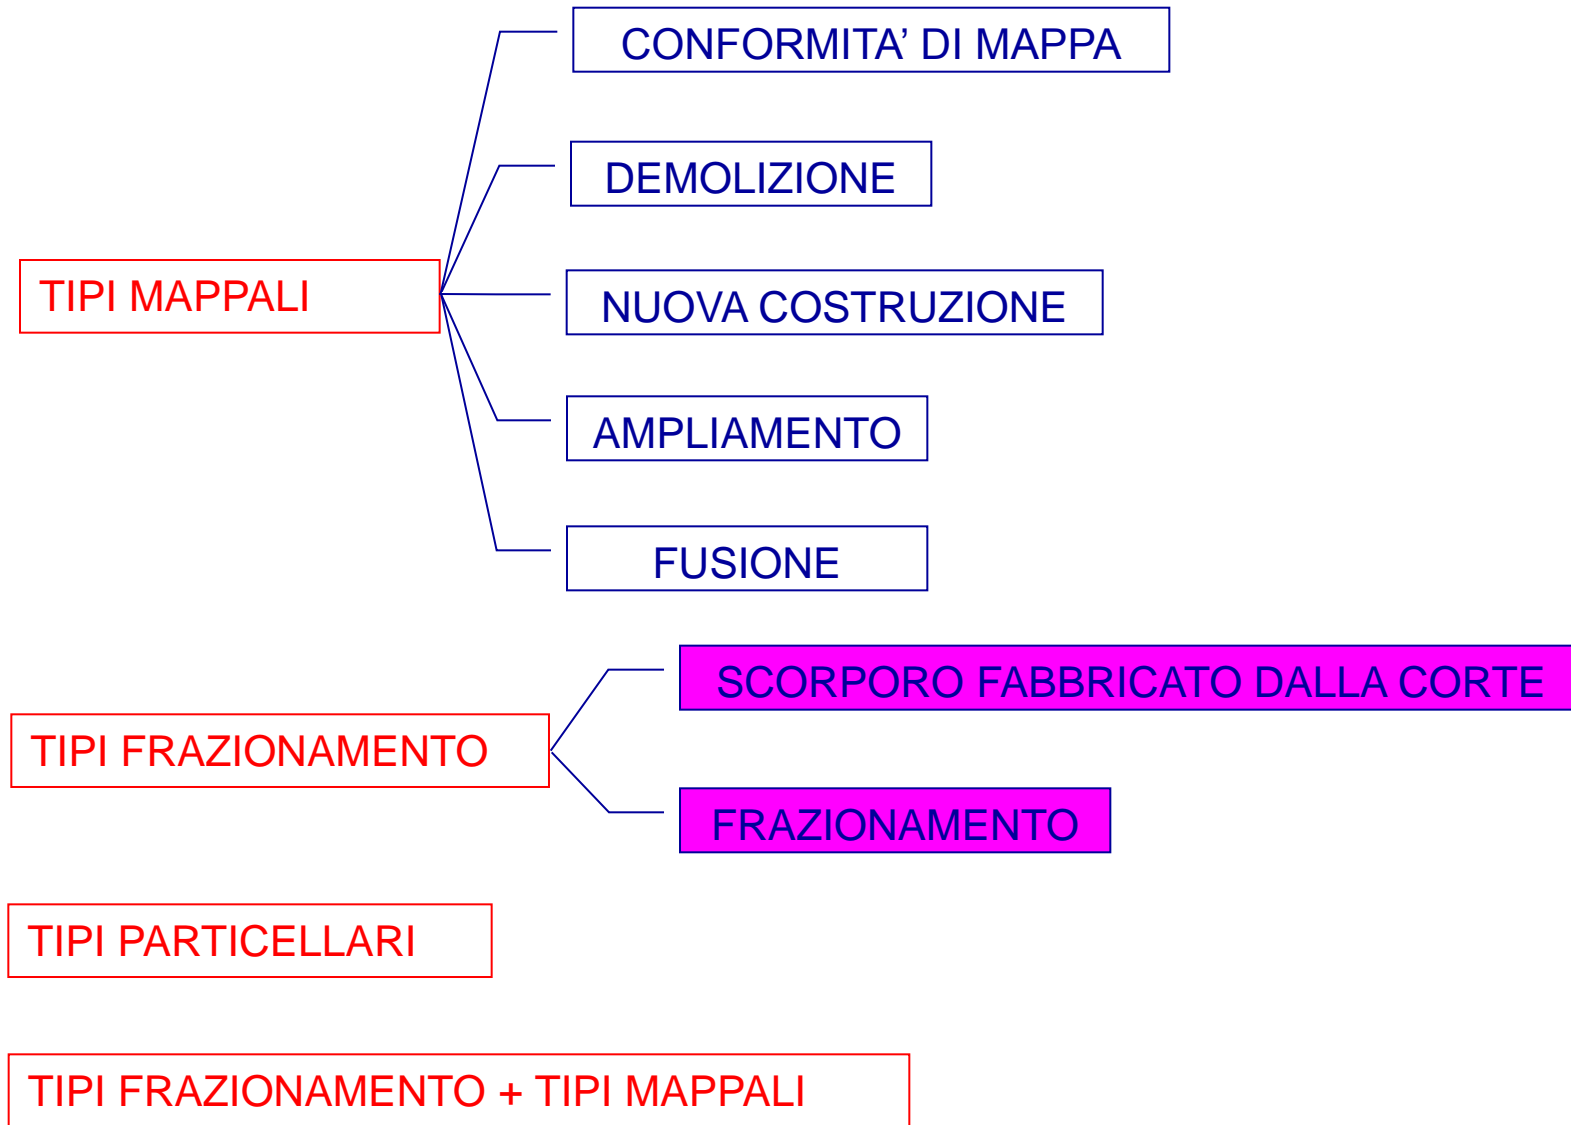 CONFORMITA’ DI MAPPA
DEMOLIZIONE
TIPI MAPPALI
NUOVA COSTRUZIONE
AMPLIAMENTO
FUSIONE
SCORPORO FABBRICATO DALLA CORTE
TIPI FRAZIONAMENTO
FRAZIONAMENTO
TIPI PARTICELLARI
TIPI FRAZIONAMENTO + TIPI MAPPALI